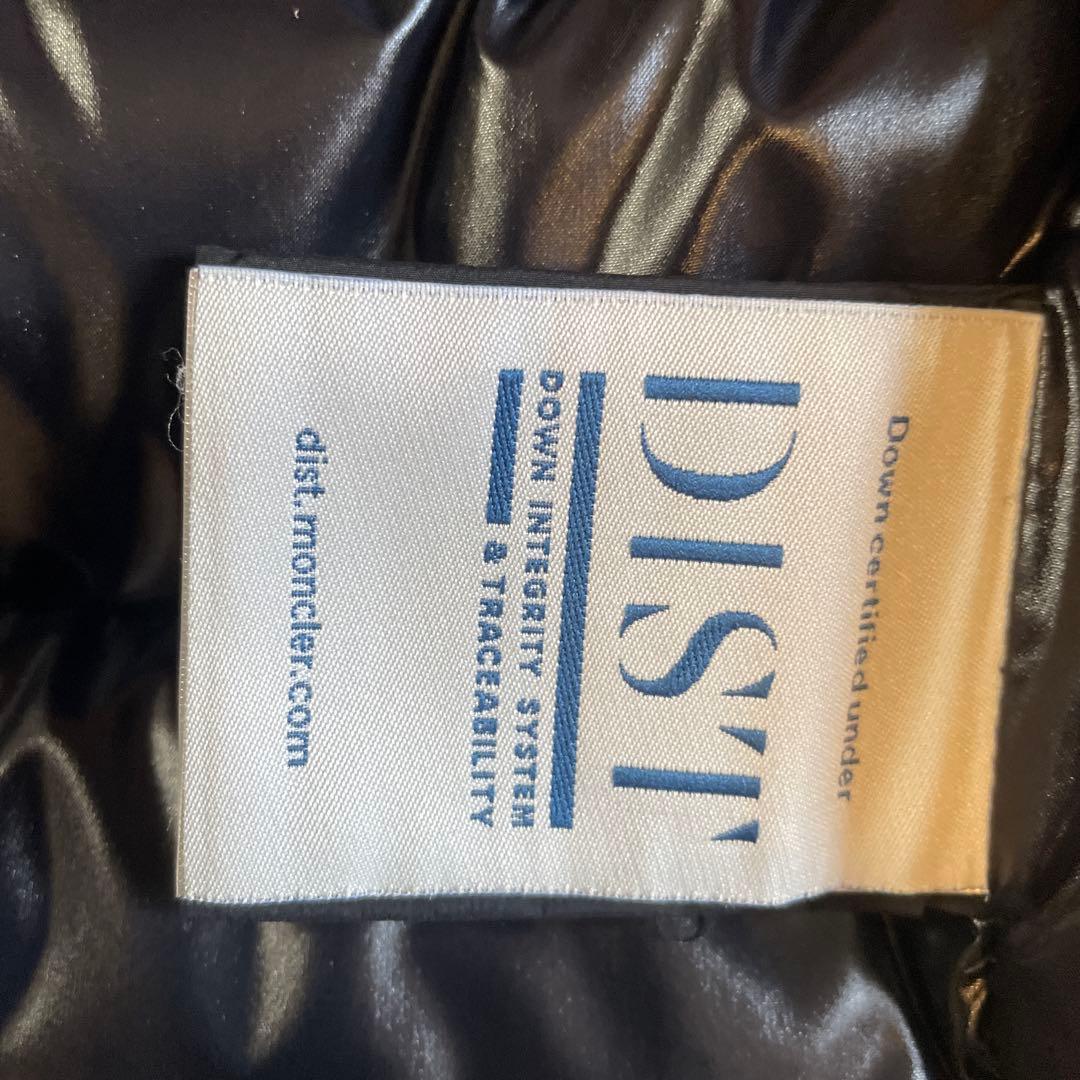 Down certified under
DIST
DOWN INTEGRITY SYSTEM
& TRACEABILITY
dist.moncler.com